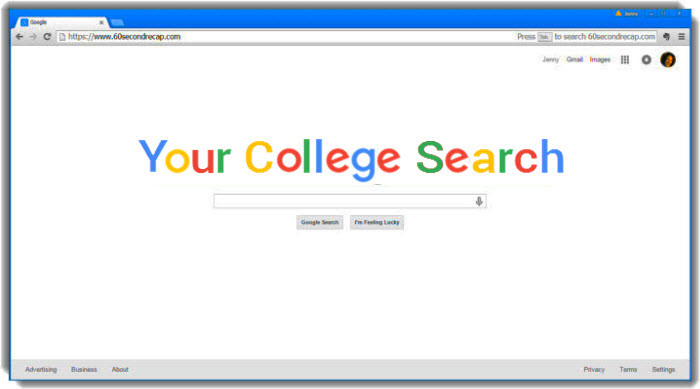 Jenny
Google
https://www.60secondrecap.com Press Tab to search 60secondrecap.com
Jenny Gmail Images
Your College Search
Google Search I'm Feeling Lucky
Advertising Business About Privacy Terms Settings